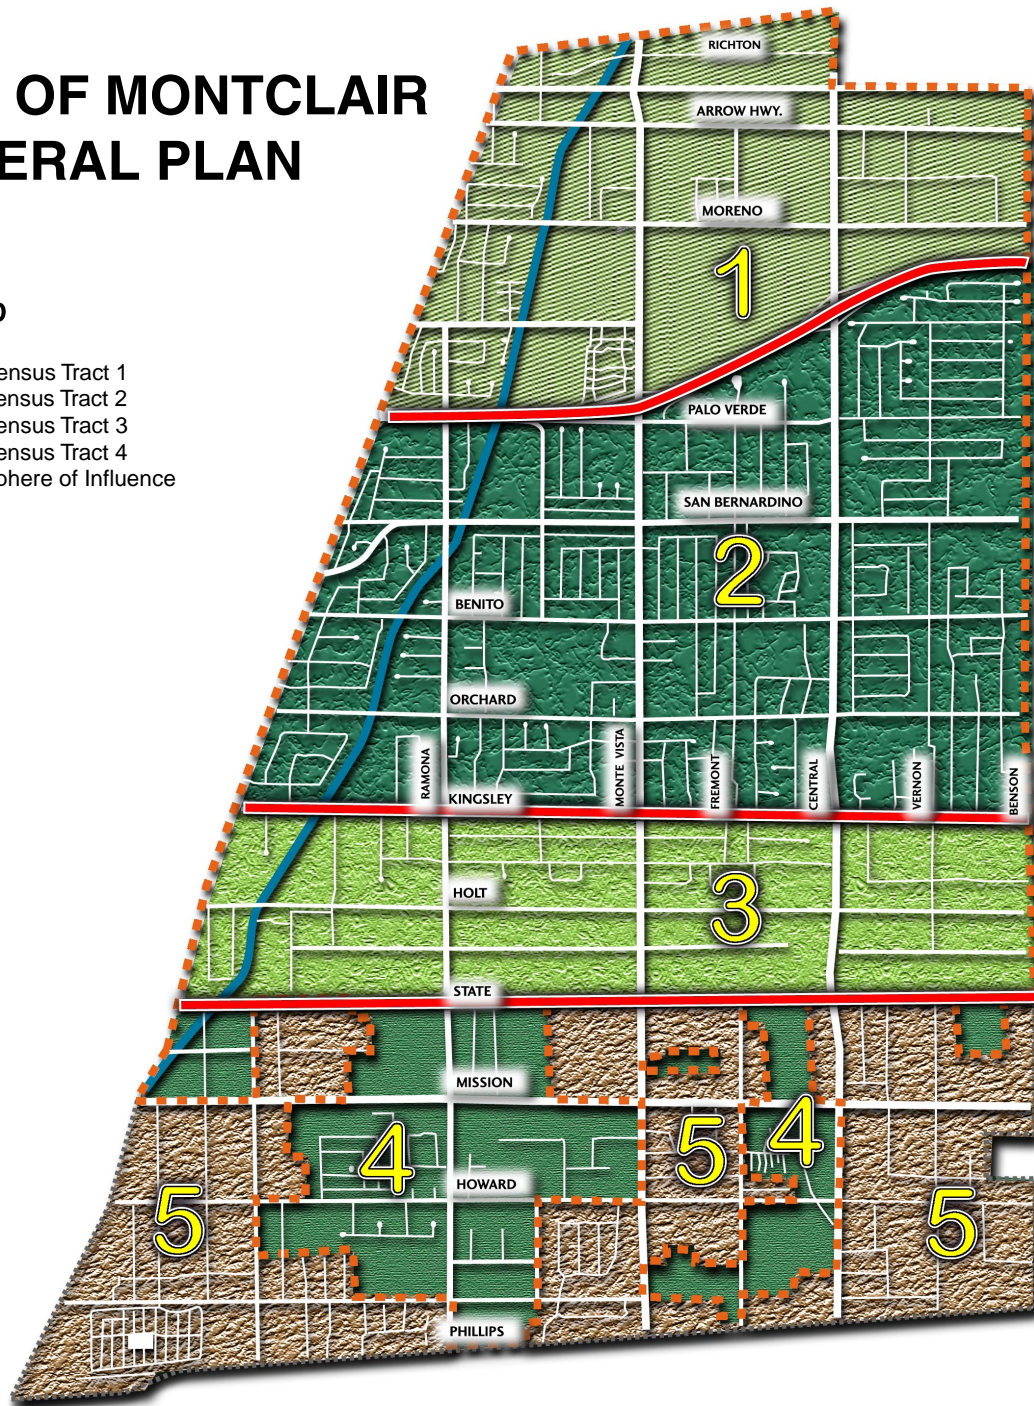 OF MONTCLAIR
ERAL PLAN
ensus Tract 1
ensus Tract 2
ensus Tract 3
ensus Tract 4
phere of Influence
RICHTON
ARROW HWY.
MORENO
1
PALO VERDE
SAN BERNARDINO
2
BENITO
ORCHARD
RAMONA
MONTE VISTA
FREMONT
CENTRAL
VERNON
BENSON
KINGSLEY
HOLT
3
STATE
MISSION
4
5
4
HOWARD
5
5
PHILLIPS